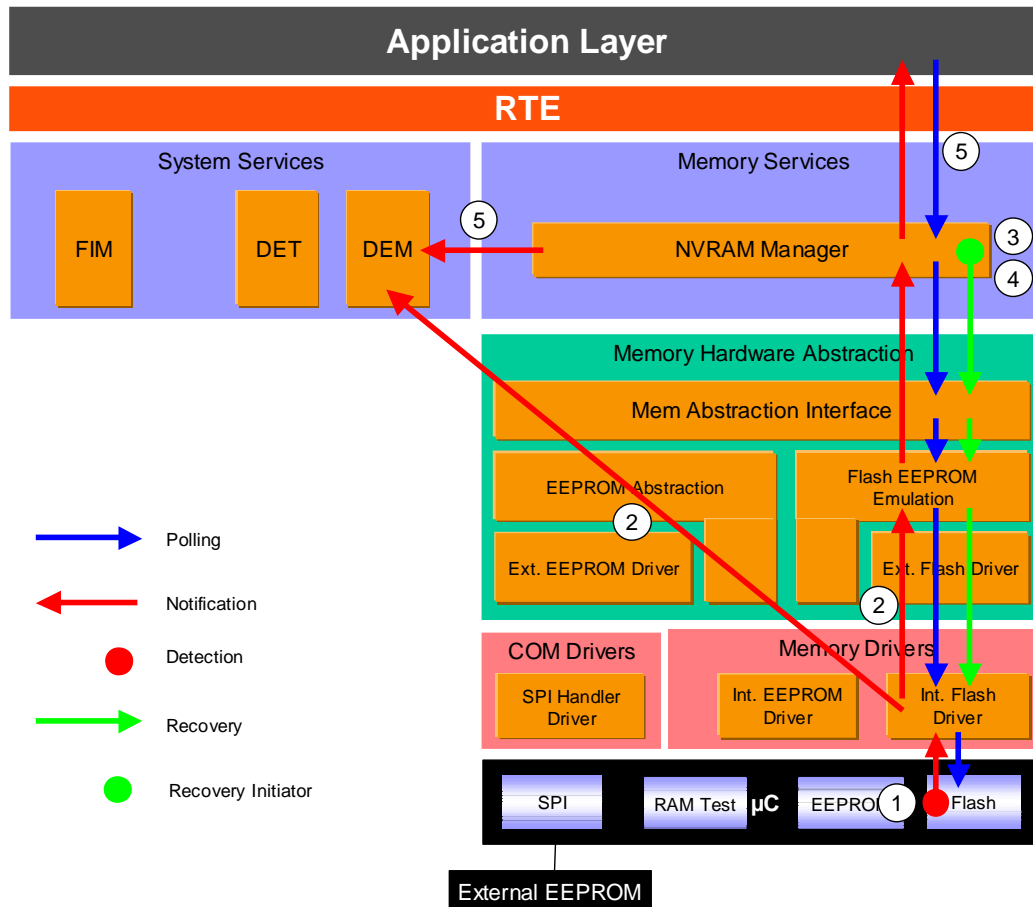 Application Layer
RTE
System Services
Memory Services
5
FIM
DET
DEM
5
NVRAM Manager
3
4
Memory Hardware Abstraction
Mem Abstraction Interface
EEPROM Abstraction
Flash EEPROM
Emulation
2
Ext. EEPROM Driver
Ext. Flash Driver
2
COM Drivers
Memory Drivers
SPI Handler
Driver
Int. EEPROM
Driver
Int. Flash
Driver
SPI
RAM Test
µC
EEPROM
1
Flash
External EEPROM
Polling
Notification
Detection
Recovery
Recovery Initiator